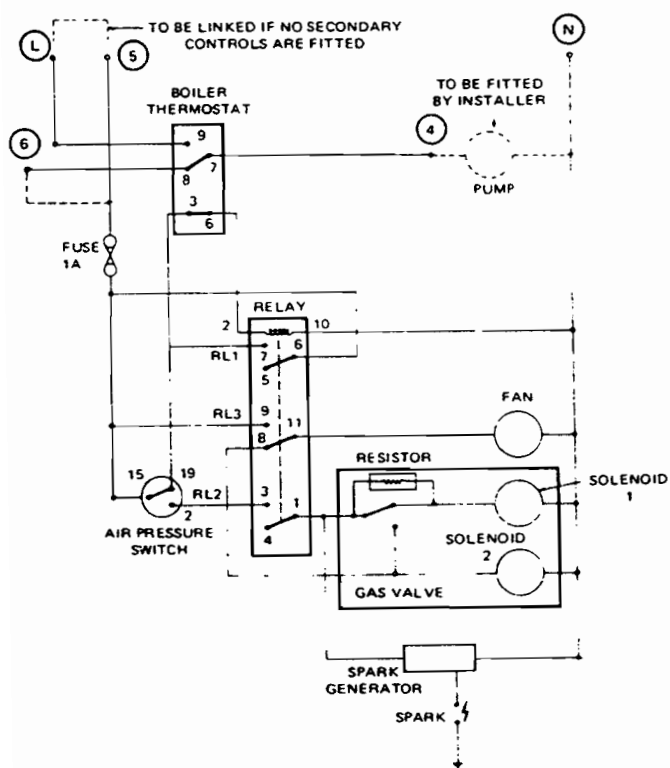 TO BE LINKED IF NO SECONDARY
CONTROLS ARE FITTED
L
5
N
BOILER
THERMOSTAT
TO BE FITTED
BY INSTALLER
9
6
4
7
8
PUMP
3
6
FUSE
1A
RELAY
2
10
RL1
7
6
5
FAN
RL3
9
11
8
RESISTOR
15
19
RL2
3
1
SOLENOID
1
2
4
AIR PRESSURE
SWITCH
SOLENOID
2
GAS VALVE
SPARK
GENERATOR
SPARK